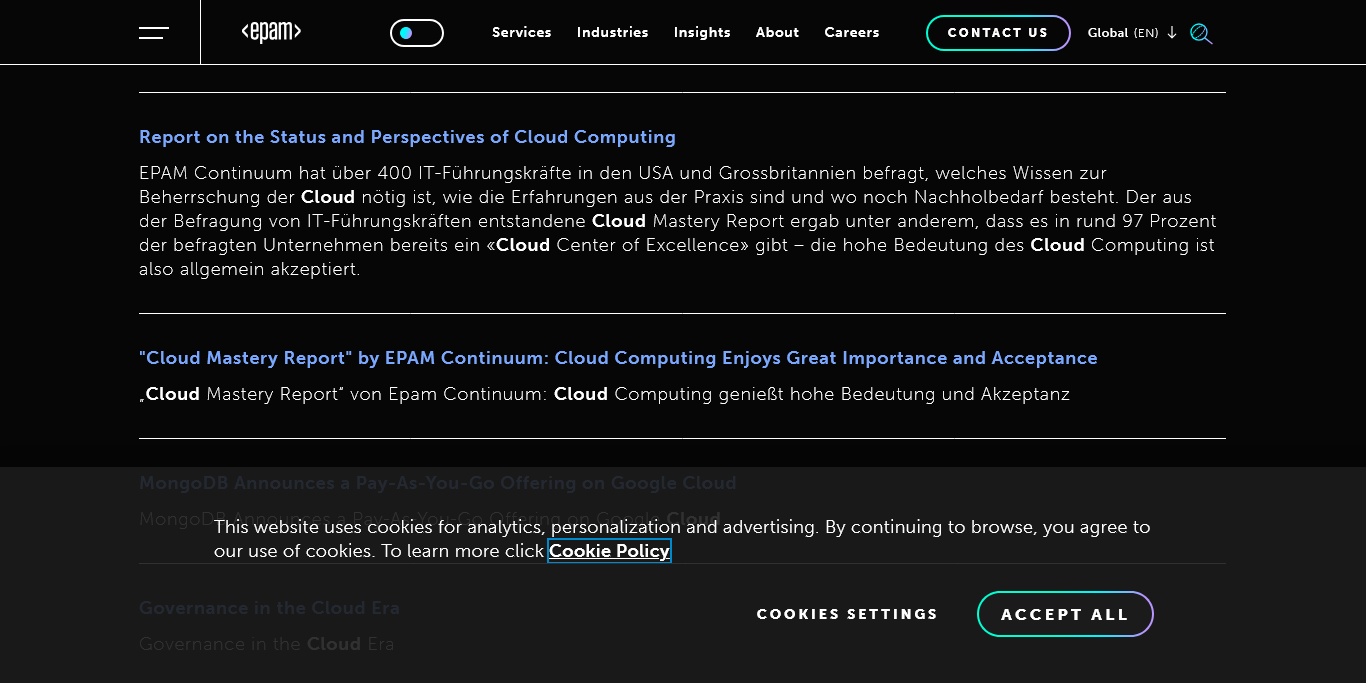 <epam>
Services Industries Insights About Careers
CONTACT US
Global (EN)
Report on the Status and Perspectives of Cloud Computing
EPAM Continuum hat über 400 IT-Führungskräfte in den USA und Grossbritannien befragt, welches Wissen zur
Beherrschung der Cloud nötig ist, wie die Erfahrungen aus der Praxis sind und wo noch Nachholbedarf besteht. Der aus
der Befragung von IT-Führungskräften entstandene Cloud Mastery Report ergab unter anderem, dass es in rund 97 Prozent
der befragten Unternehmen bereits ein «Cloud Center of Excellence» gibt – die hohe Bedeutung des Cloud Computing ist
also allgemein akzeptiert.
"Cloud Mastery Report" by EPAM Continuum: Cloud Computing Enjoys Great Importance and Acceptance
„Cloud Mastery Report“ von Epam Continuum: Cloud Computing genießt hohe Bedeutung und Akzeptanz
MongoDB Announces a Pay-As-You-Go Offering on Google Cloud
MongoDB Announces a Pay-As-You-Go Offering on Google Cloud
This website uses cookies for analytics, personalization and advertising. By continuing to browse, you agree to
our use of cookies. To learn more click Cookie Policy
Governance in the Cloud Era
COOKIES SETTINGS
ACCEPT ALL
Governance in the Cloud Era